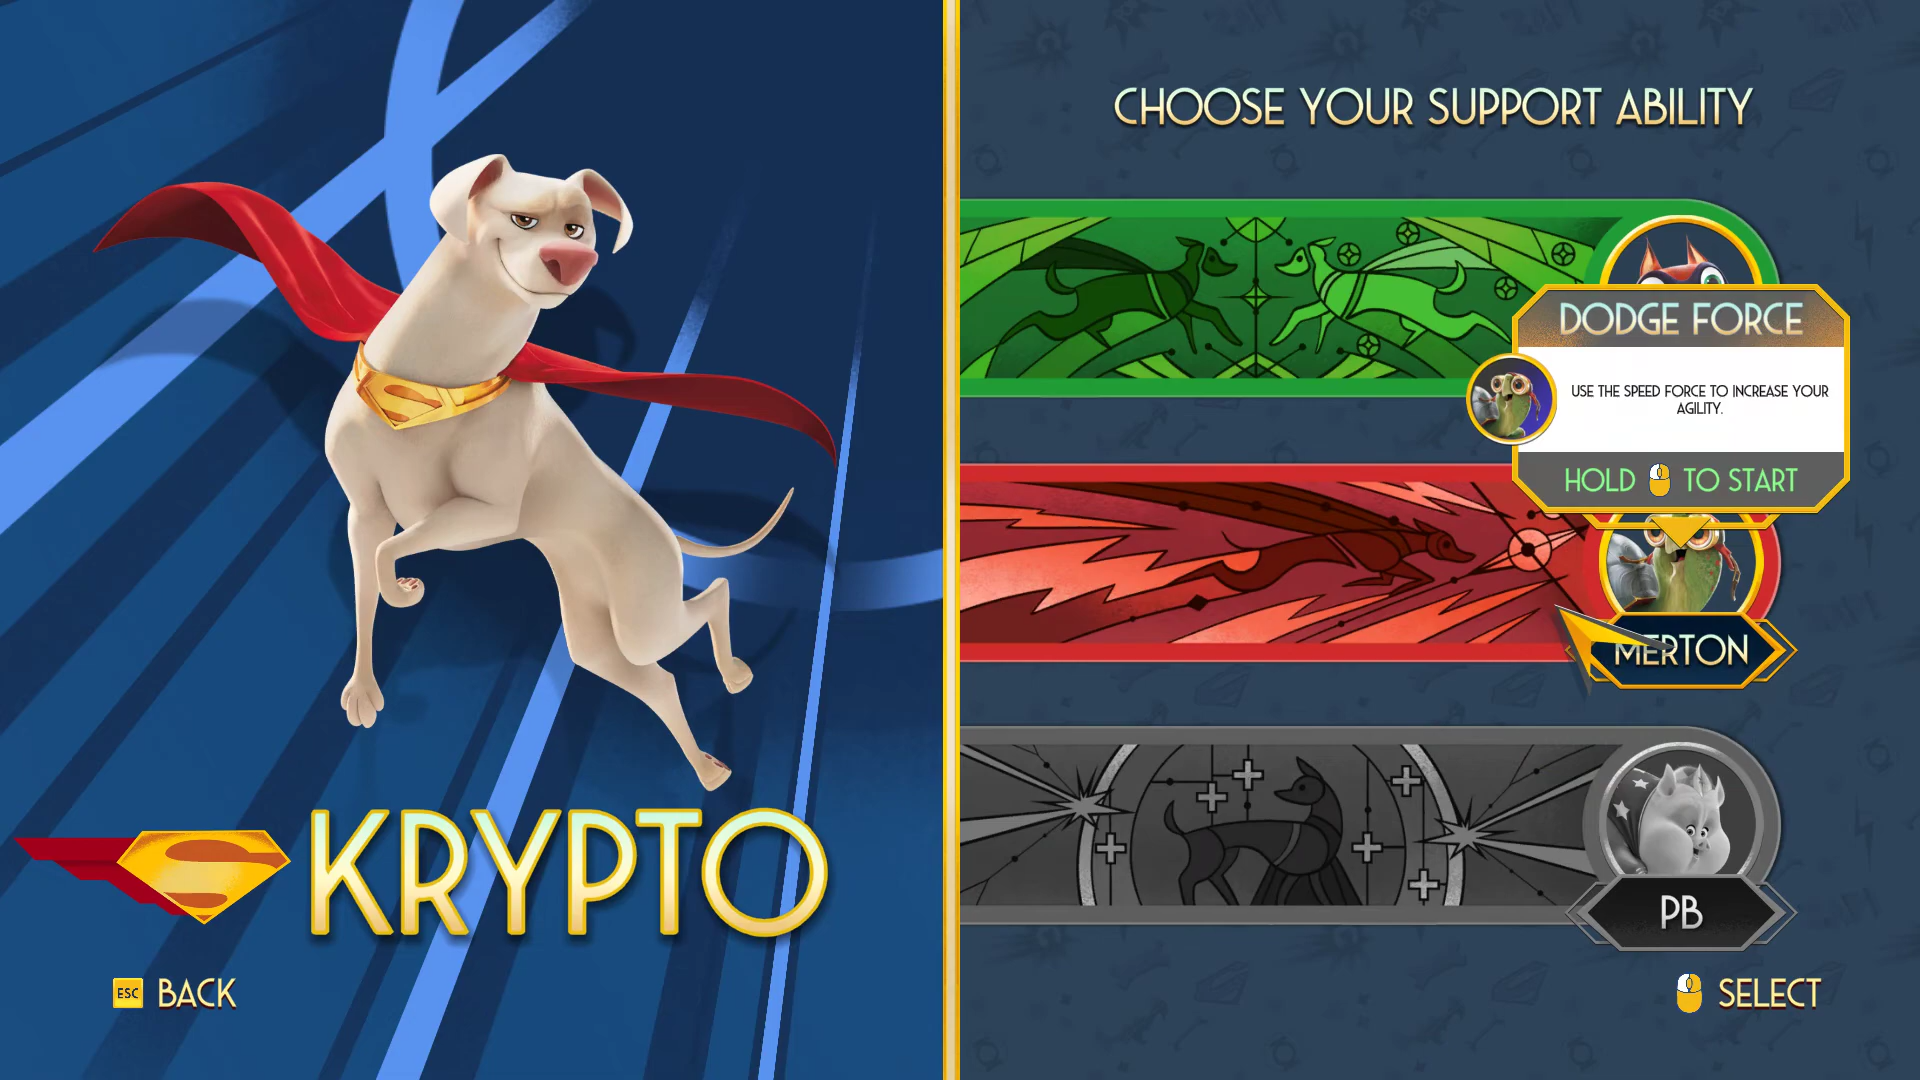 CHOOSE YOUR SUPPORT ABILITY
DODGE FORCE
USE THE SPEED FORCE TO INCREASE YOUR
AGILITY.
HOLD TO START
MERTON
PB
KRYPTO
ESC BACK
SELECT